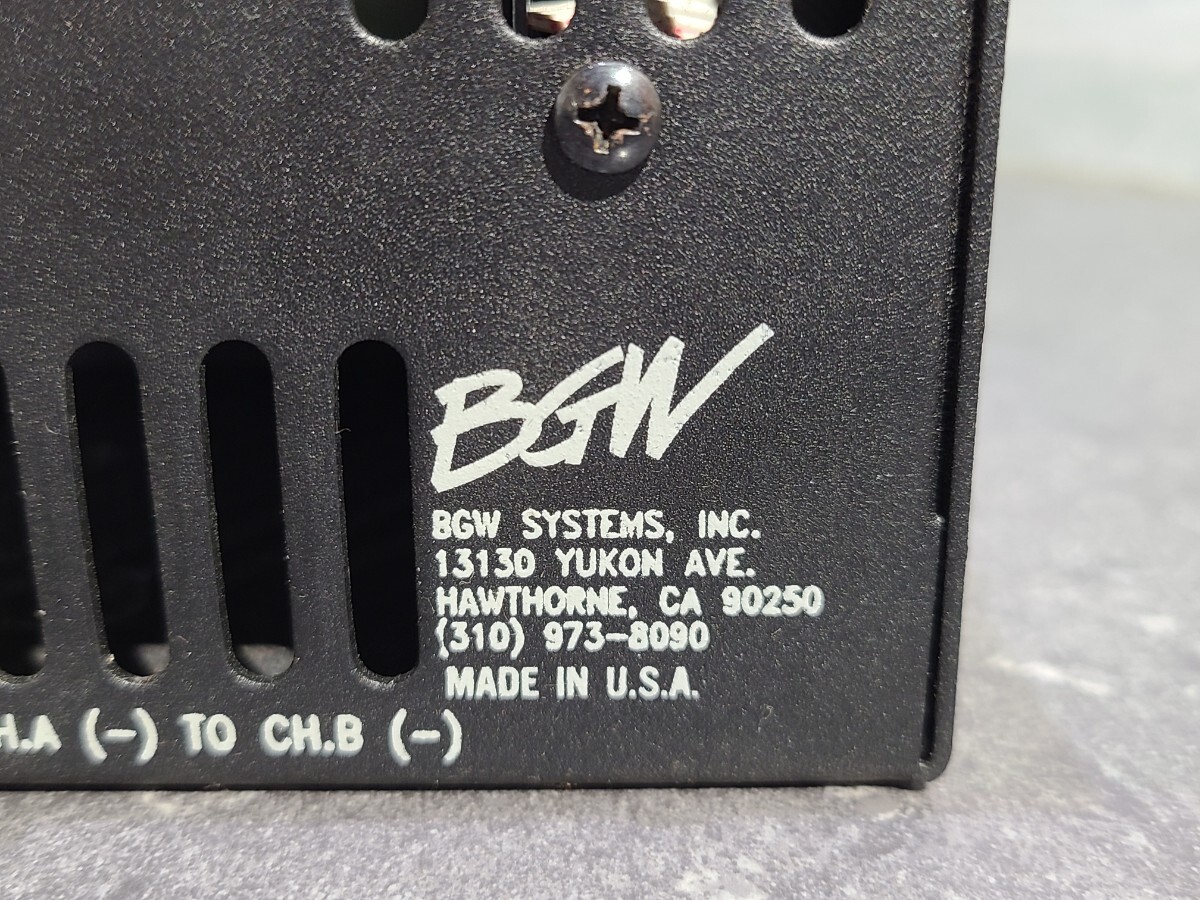 BGW
BGW SYSTEMS, INC.
13130 YUKON AVE.
HAWTHORNE, CA 90250
(310) 973-8090
MADE IN U.S.A.
H.A (-) TO CH.B (-)